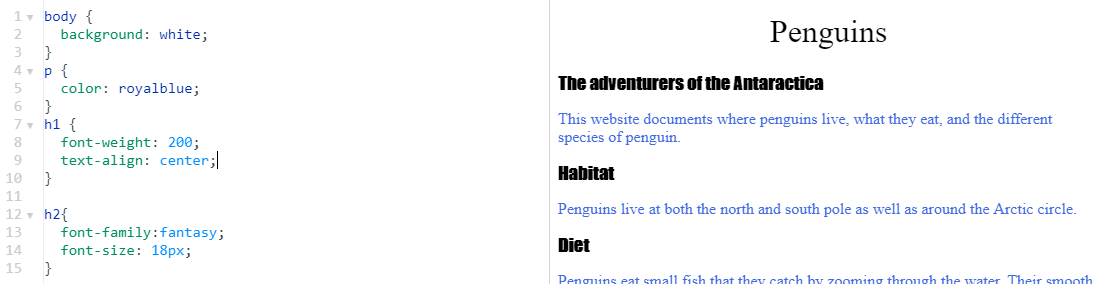 1 body {
2 background: white;
3 }
4 p {
5 color: royalblue;
6 }
7 h1 {
8 font-weight: 200;
9 text-align: center;
10 }
11
12 h2{
13 font-family:fantasy;
14 font-size: 18px;
15 }
Penguins
The adventurers of the Antaractica
This website documents where penguins live, what they eat, and the different
species of penguin.
Habitat
Penguins live at both the north and south pole as well as around the Arctic circle.
Diet
Penguins eat small fish that they catch by zooming through the water. Their smooth